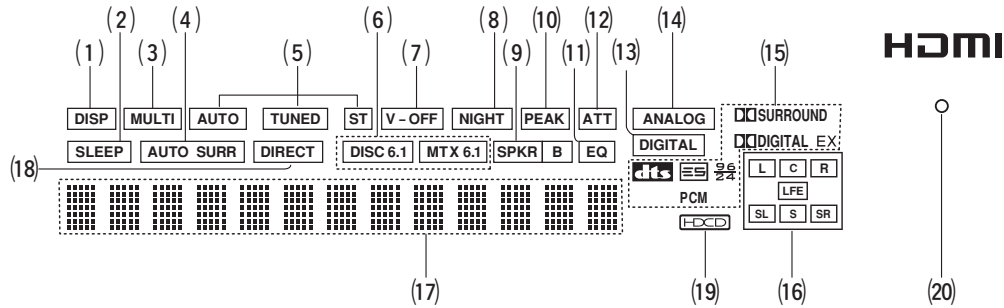 (2) (4) (6) (8) (10) (12) (14)
HDMI
(1) (3) (5) (7) (9) (11) (13) (15)
DISP MULTI AUTO TUNED ST V–OFF NIGHT PEAK ATT ANALOG SURROUND
SLEEP AUTO SURR DIRECT DISC 6.1 MTX 6.1 SPKR B EQ DIGITAL DIGITAL EX
(18)
dts ES 96/24 L C R
PCM LFE
HDCD SL S SR
(17) (19) (16) (20)